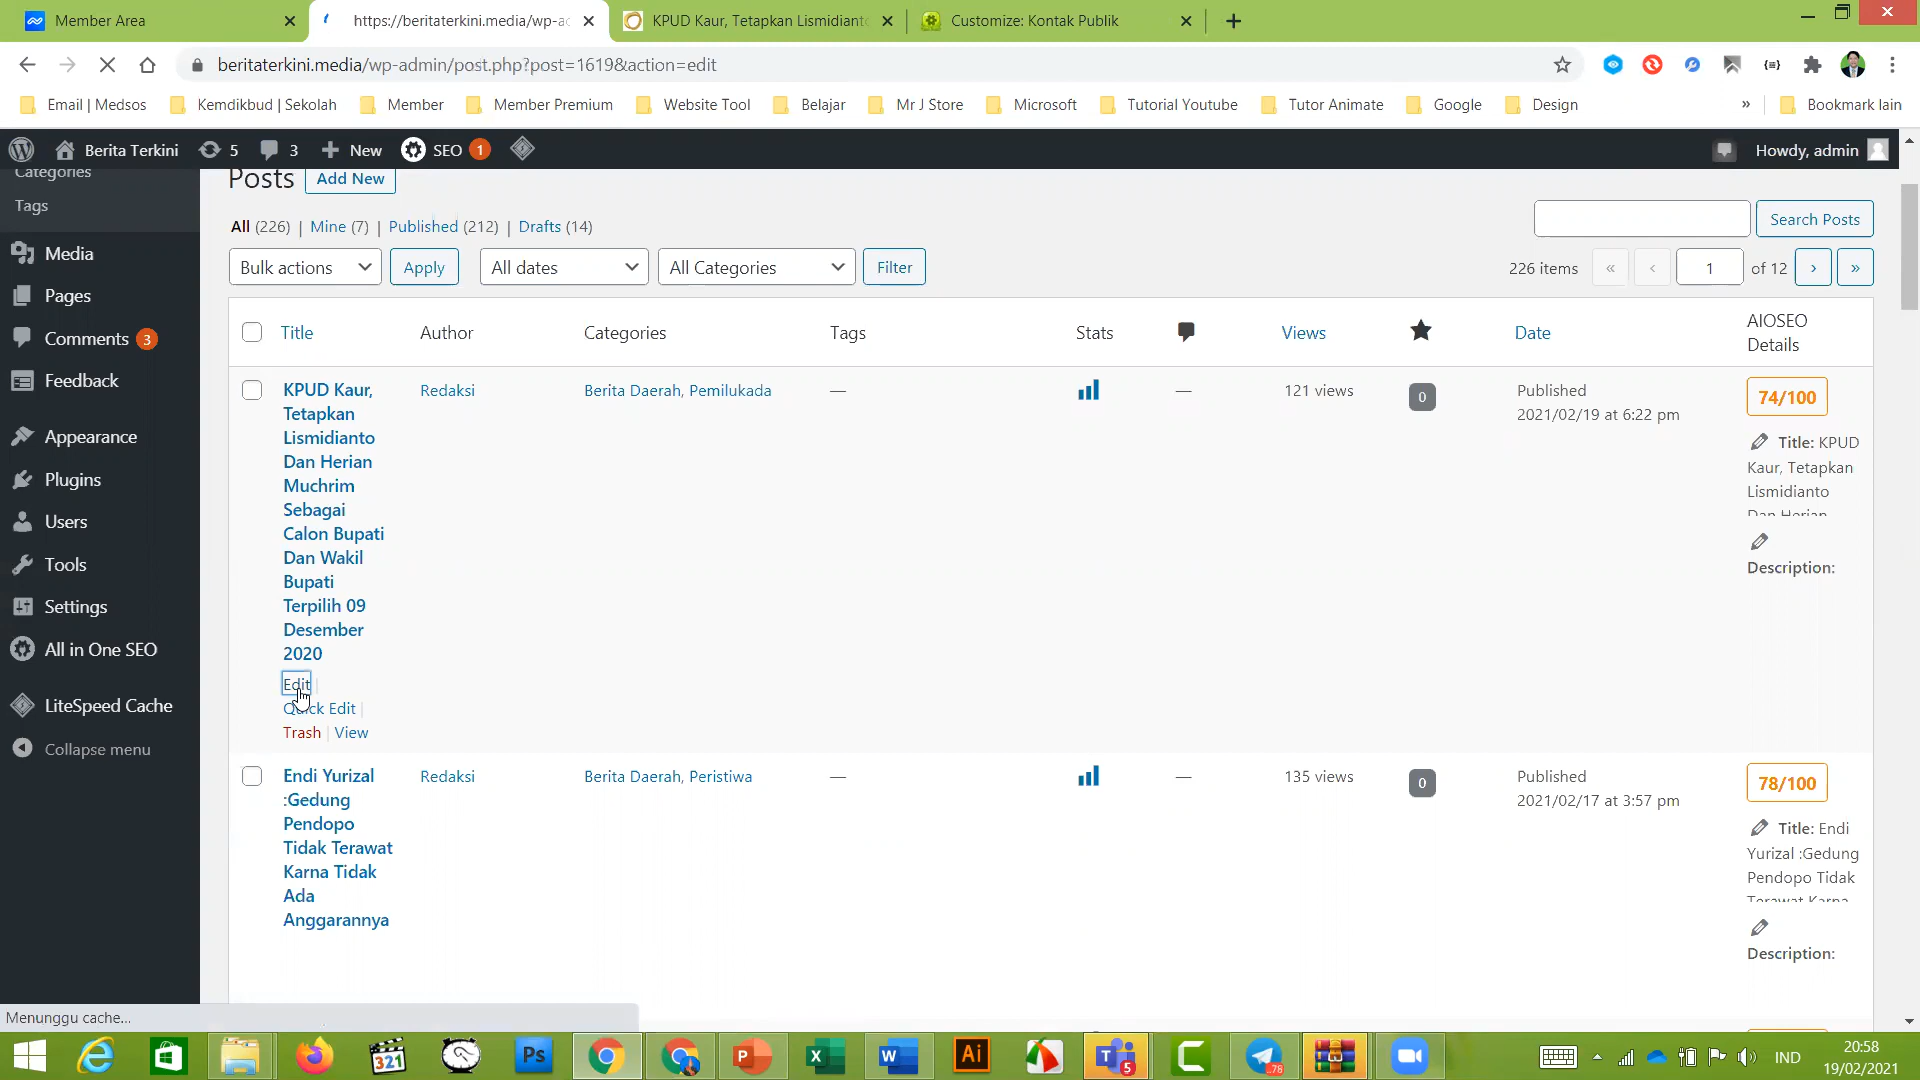 Member Area
https://beritaterkini.media/wp-ac
KPUD Kaur, Tetapkan Lismidianto
Customize: Kontak Publik
beritaterkini.media/wp-admin/post.php?post=1619&action=edit
Email | Medsos
Kemdikbud | Sekolah
Member
Member Premium
Website Tool
Belajar
Mr J Store
Microsoft
Tutorial Youtube
Tutor Animate
Google
Design
»
Bookmark lain
Berita Terkini
5
3
New
SEO
1
Howdy, admin
Categories
Tags
Media
Pages
Comments 3
Feedback
Appearance
Plugins
Users
Tools
Settings
All in One SEO
LiteSpeed Cache
Collapse menu
Posts
Add New
All (226) | Mine (7) | Published (212) | Drafts (14)
Search Posts
Bulk actions
Apply
All dates
All Categories
Filter
226 items
«
‹
1
of 12
›
»
Title
Author
Categories
Tags
Stats
Views
Date
AIOSEO
Details
KPUD Kaur,
Tetapkan
Lismidianto
Dan Herian
Muchrim
Sebagai
Calon Bupati
Dan Wakil
Bupati
Terpilih 09
Desember
2020
Edit |
Quick Edit |
Trash | View
Redaksi
Berita Daerah, Pemilukada
—
—
121 views
0
Published
2021/02/19 at 6:22 pm
74/100
Title: KPUD
Kaur, Tetapkan
Lismidianto
Dan Herian
Description:
Endi Yurizal
:Gedung
Pendopo
Tidak Terawat
Karna Tidak
Ada
Anggarannya
Redaksi
Berita Daerah, Peristiwa
—
—
135 views
0
Published
2021/02/17 at 3:57 pm
78/100
Title: Endi
Yurizal :Gedung
Pendopo Tidak
Terawat Karna
Description:
Menunggu cache...
321
Ps
Ai
5
78
IND
20:58
19/02/2021